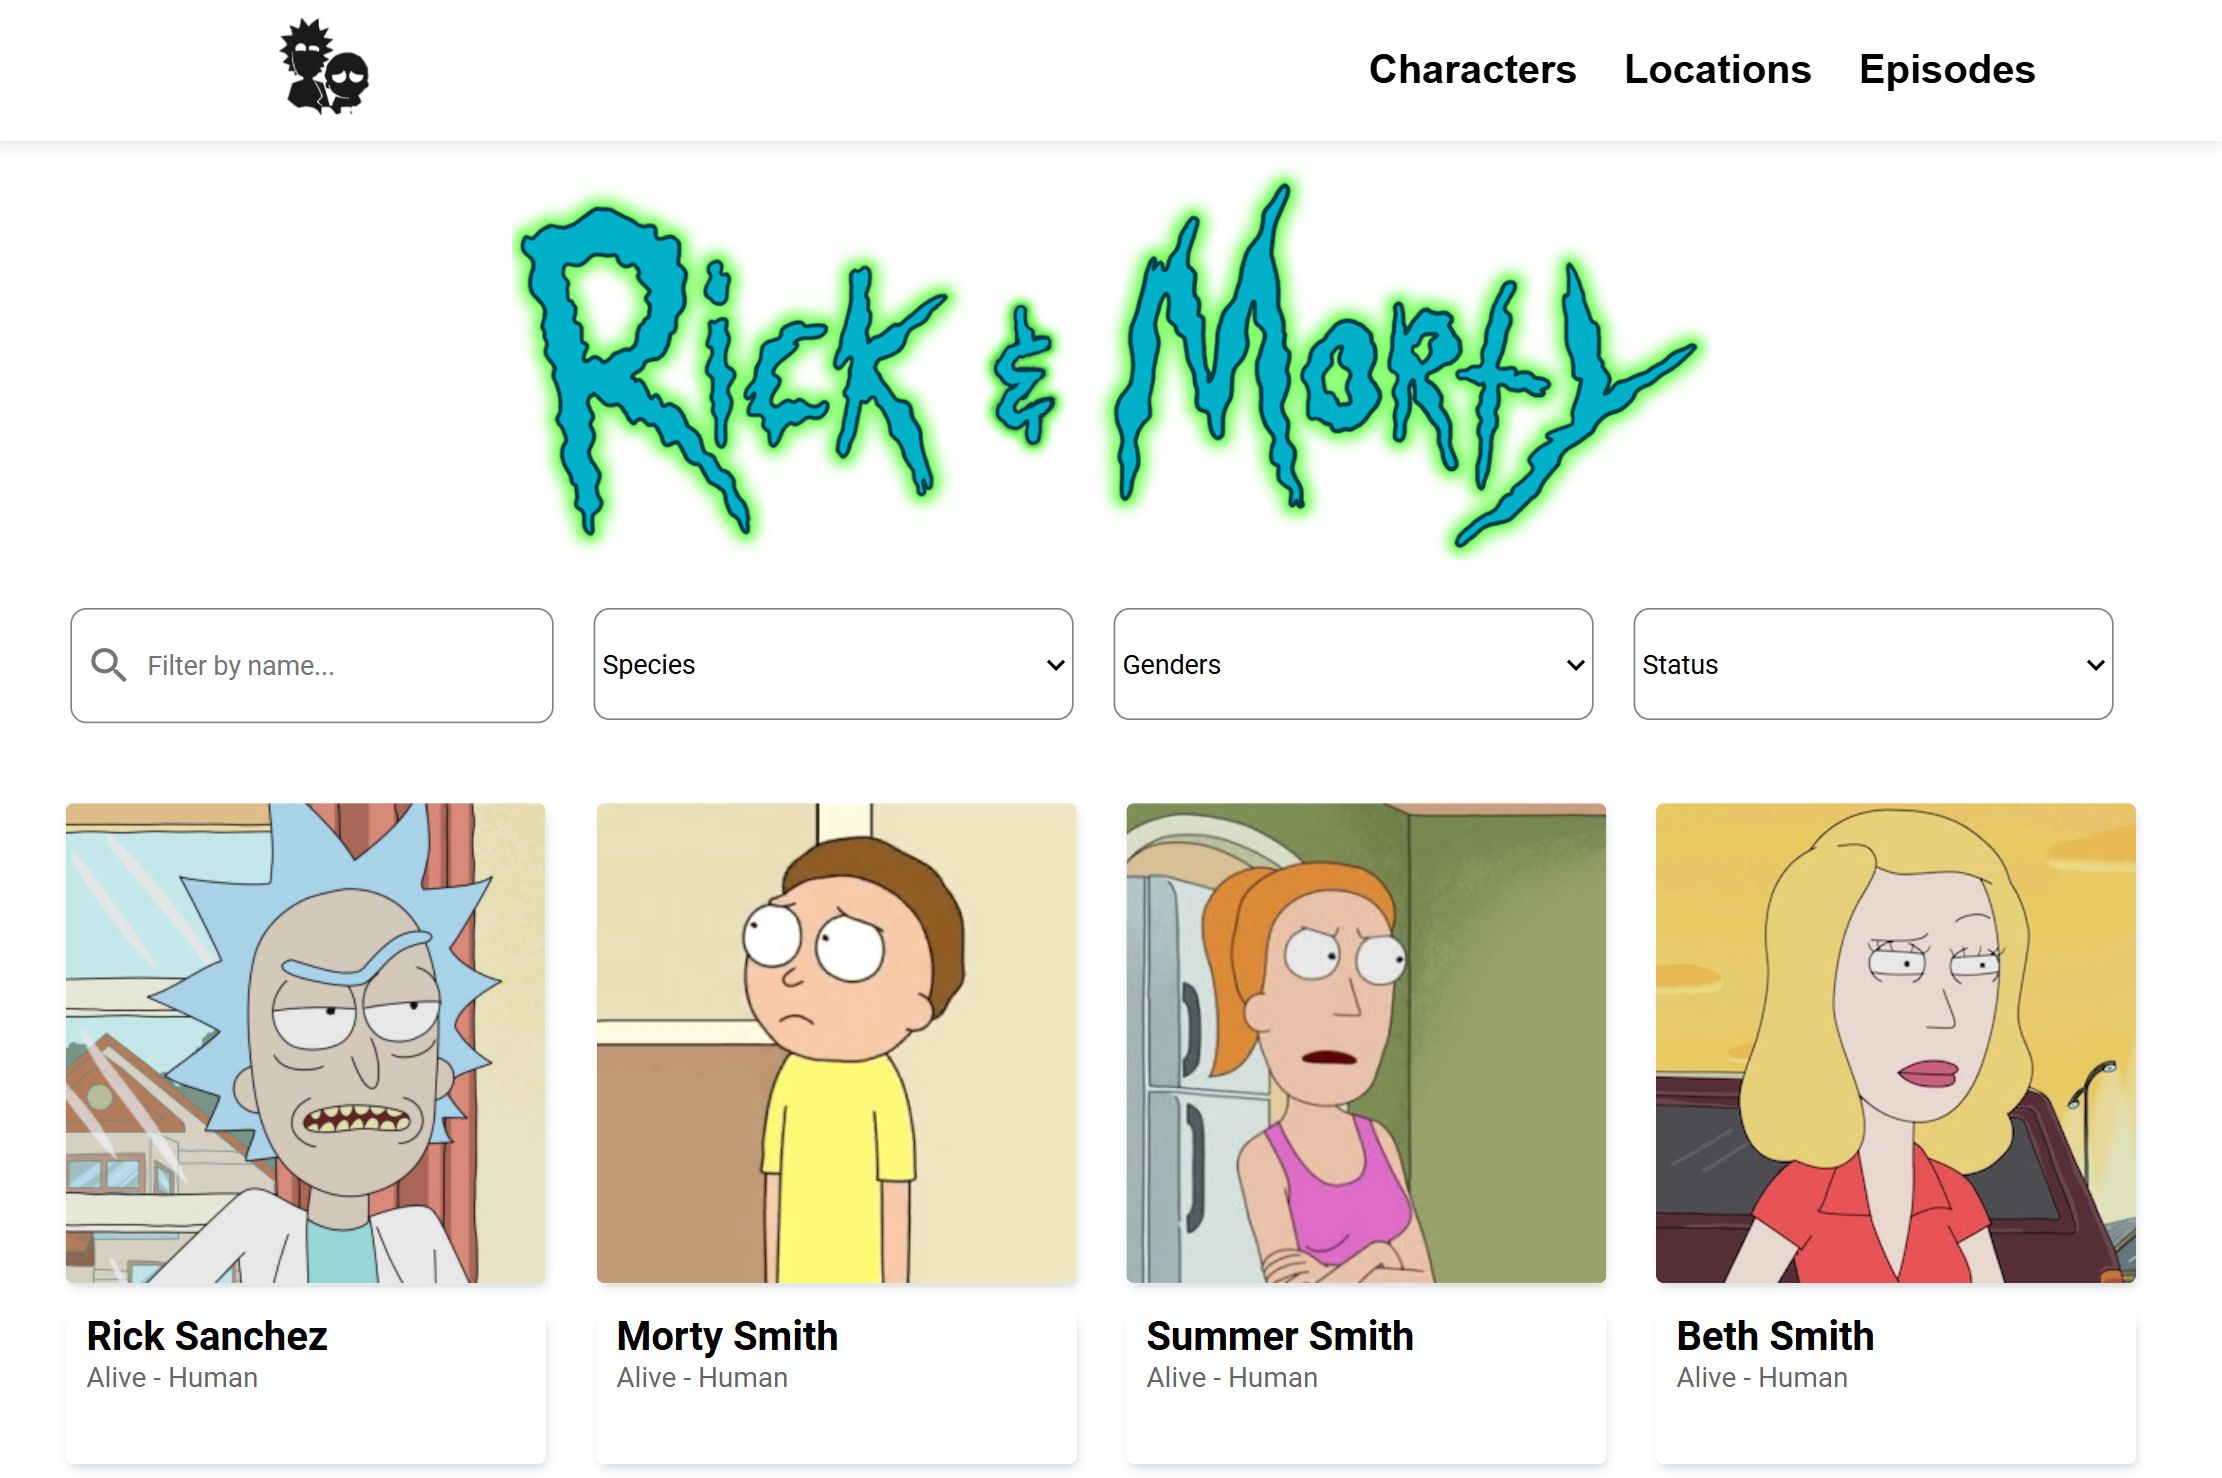 Characters Locations Episodes
Rick & Morty
Filter by name... Species Genders Status
Rick Sanchez Morty Smith Summer Smith Beth Smith
Alive - Human Alive - Human Alive - Human Alive - Human